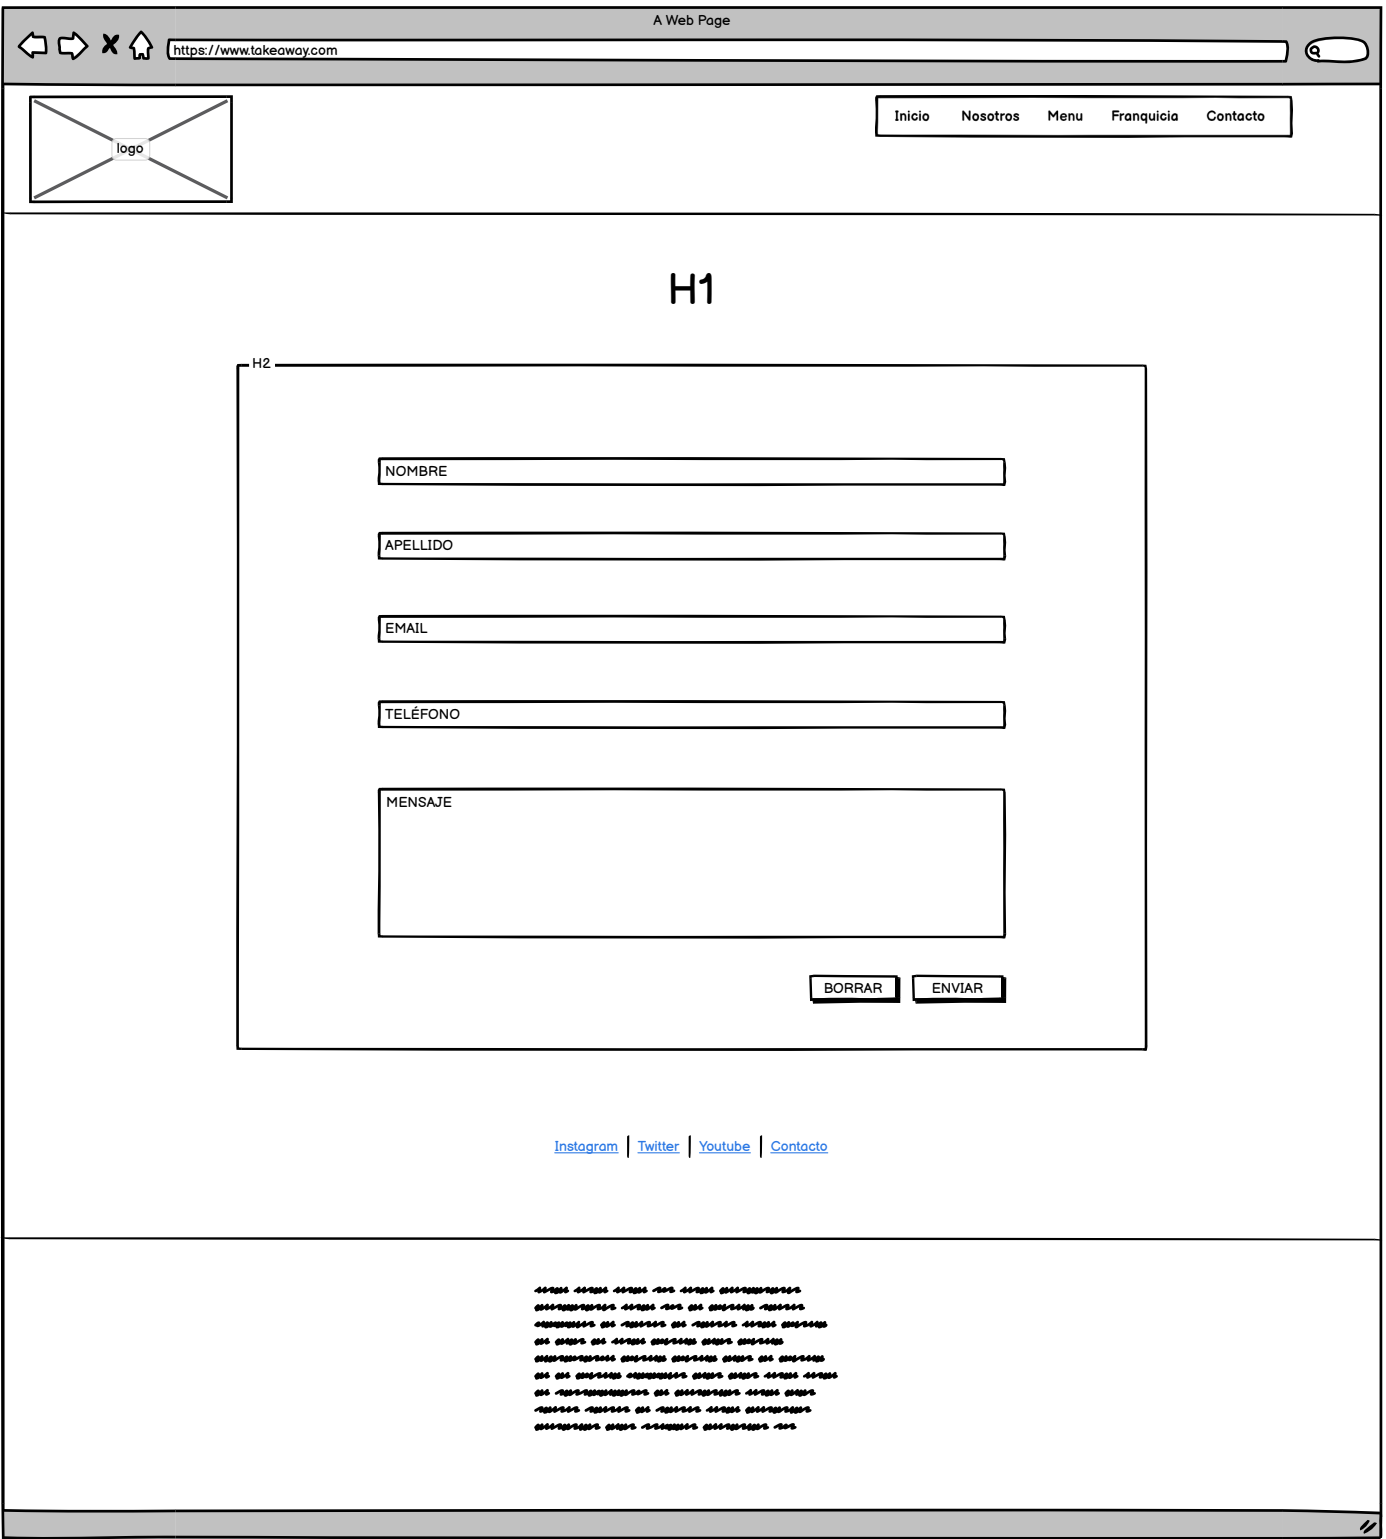 A Web Page
https://www.takeaway.com
logo
Inicio Nosotros Menu Franquicia Contacto
H1
H2
NOMBRE
APELLIDO
EMAIL
TELÉFONO
MENSAJE
BORRAR ENVIAR
Instagram Twitter Youtube Contacto